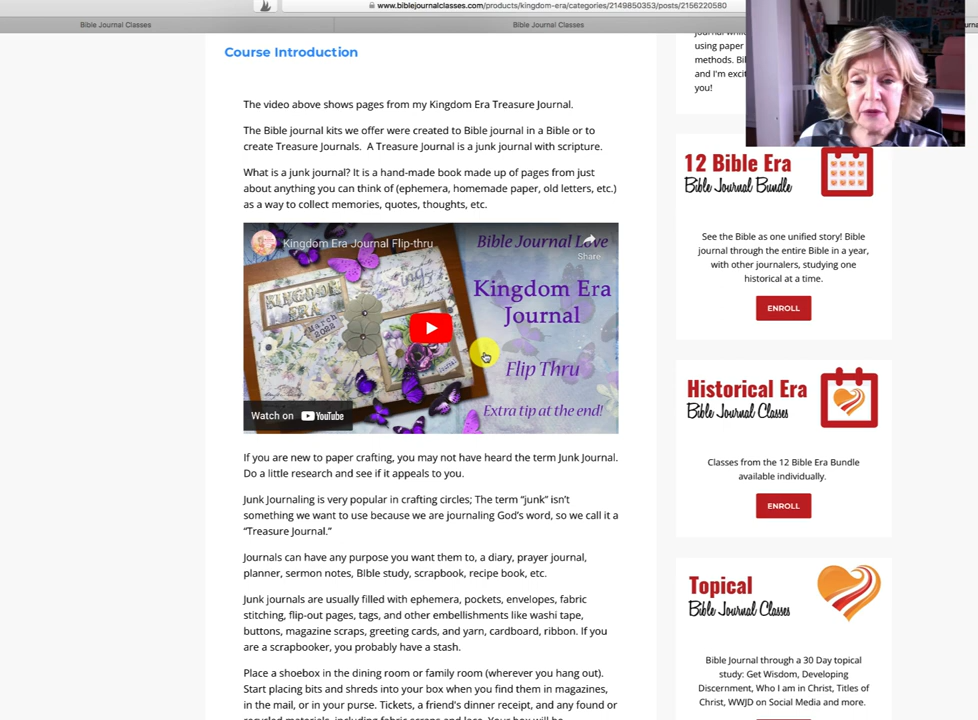 www.biblejournalclasses.com/products/kingdom-era/categories/2149850353/posts/2156220580
Bible Journal Classes
Bible Journal Classes
Course Introduction
The video above shows pages from my Kingdom Era Treasure Journal.
The Bible journal kits we offer were created to Bible journal in a Bible or to
create Treasure Journals.  A Treasure Journal is a junk journal with scripture.
What is a junk journal? It is a hand-made book made up of pages from just
about anything you can think of (ephemera, homemade paper, old letters, etc.)
as a way to collect memories, quotes, thoughts, etc.
Kingdom Era Journal Flip-thru
Bible Journal Love
Share
KINGDOM
ERA
March
2022
Kingdom Era
Journal
Flip Thru
Extra tip at the end!
Watch on YouTube
If you are new to paper crafting, you may not have heard the term Junk Journal.
Do a little research and see if it appeals to you.
Junk Journaling is very popular in crafting circles; The term “junk” isn’t
something we want to use because we are journaling God’s word, so we call it a
“Treasure Journal.”
Journals can have any purpose you want them to, a diary, prayer journal,
planner, sermon notes, BIble study, scrapbook, recipe book, etc.
Junk journals are usually filled with ephemera, pockets, envelopes, fabric
stitching, flip-out pages, tags, and other embellishments like washi tape,
buttons, magazine scraps, greeting cards, and yarn, cardboard, ribbon. If you
are a scrapbooker, you probably have a stash.
Place a shoebox in the dining room or family room (wherever you hang out).
Start placing bits and shreds into your box when you find them in magazines,
in the mail, or in your purse. Tickets, a friend's dinner receipt, and any found or
using paper
methods.
and I'm
you!
12 Bible Era
Bible Journal Bundle
See the Bible as one unified story! Bible
journal through the entire Bible in a year,
with other journalers, studying one
historical at a time.
ENROLL
Historical Era
Bible Journal Classes
Classes from the 12 Bible Era Bundle
available individually.
ENROLL
Topical
Bible Journal Classes
Bible Journal through a 30 Day topical
study: Get Wisdom, Developing
Discernment, Who I am in Christ, Titles of
Christ, WWJD on Social Media and more.